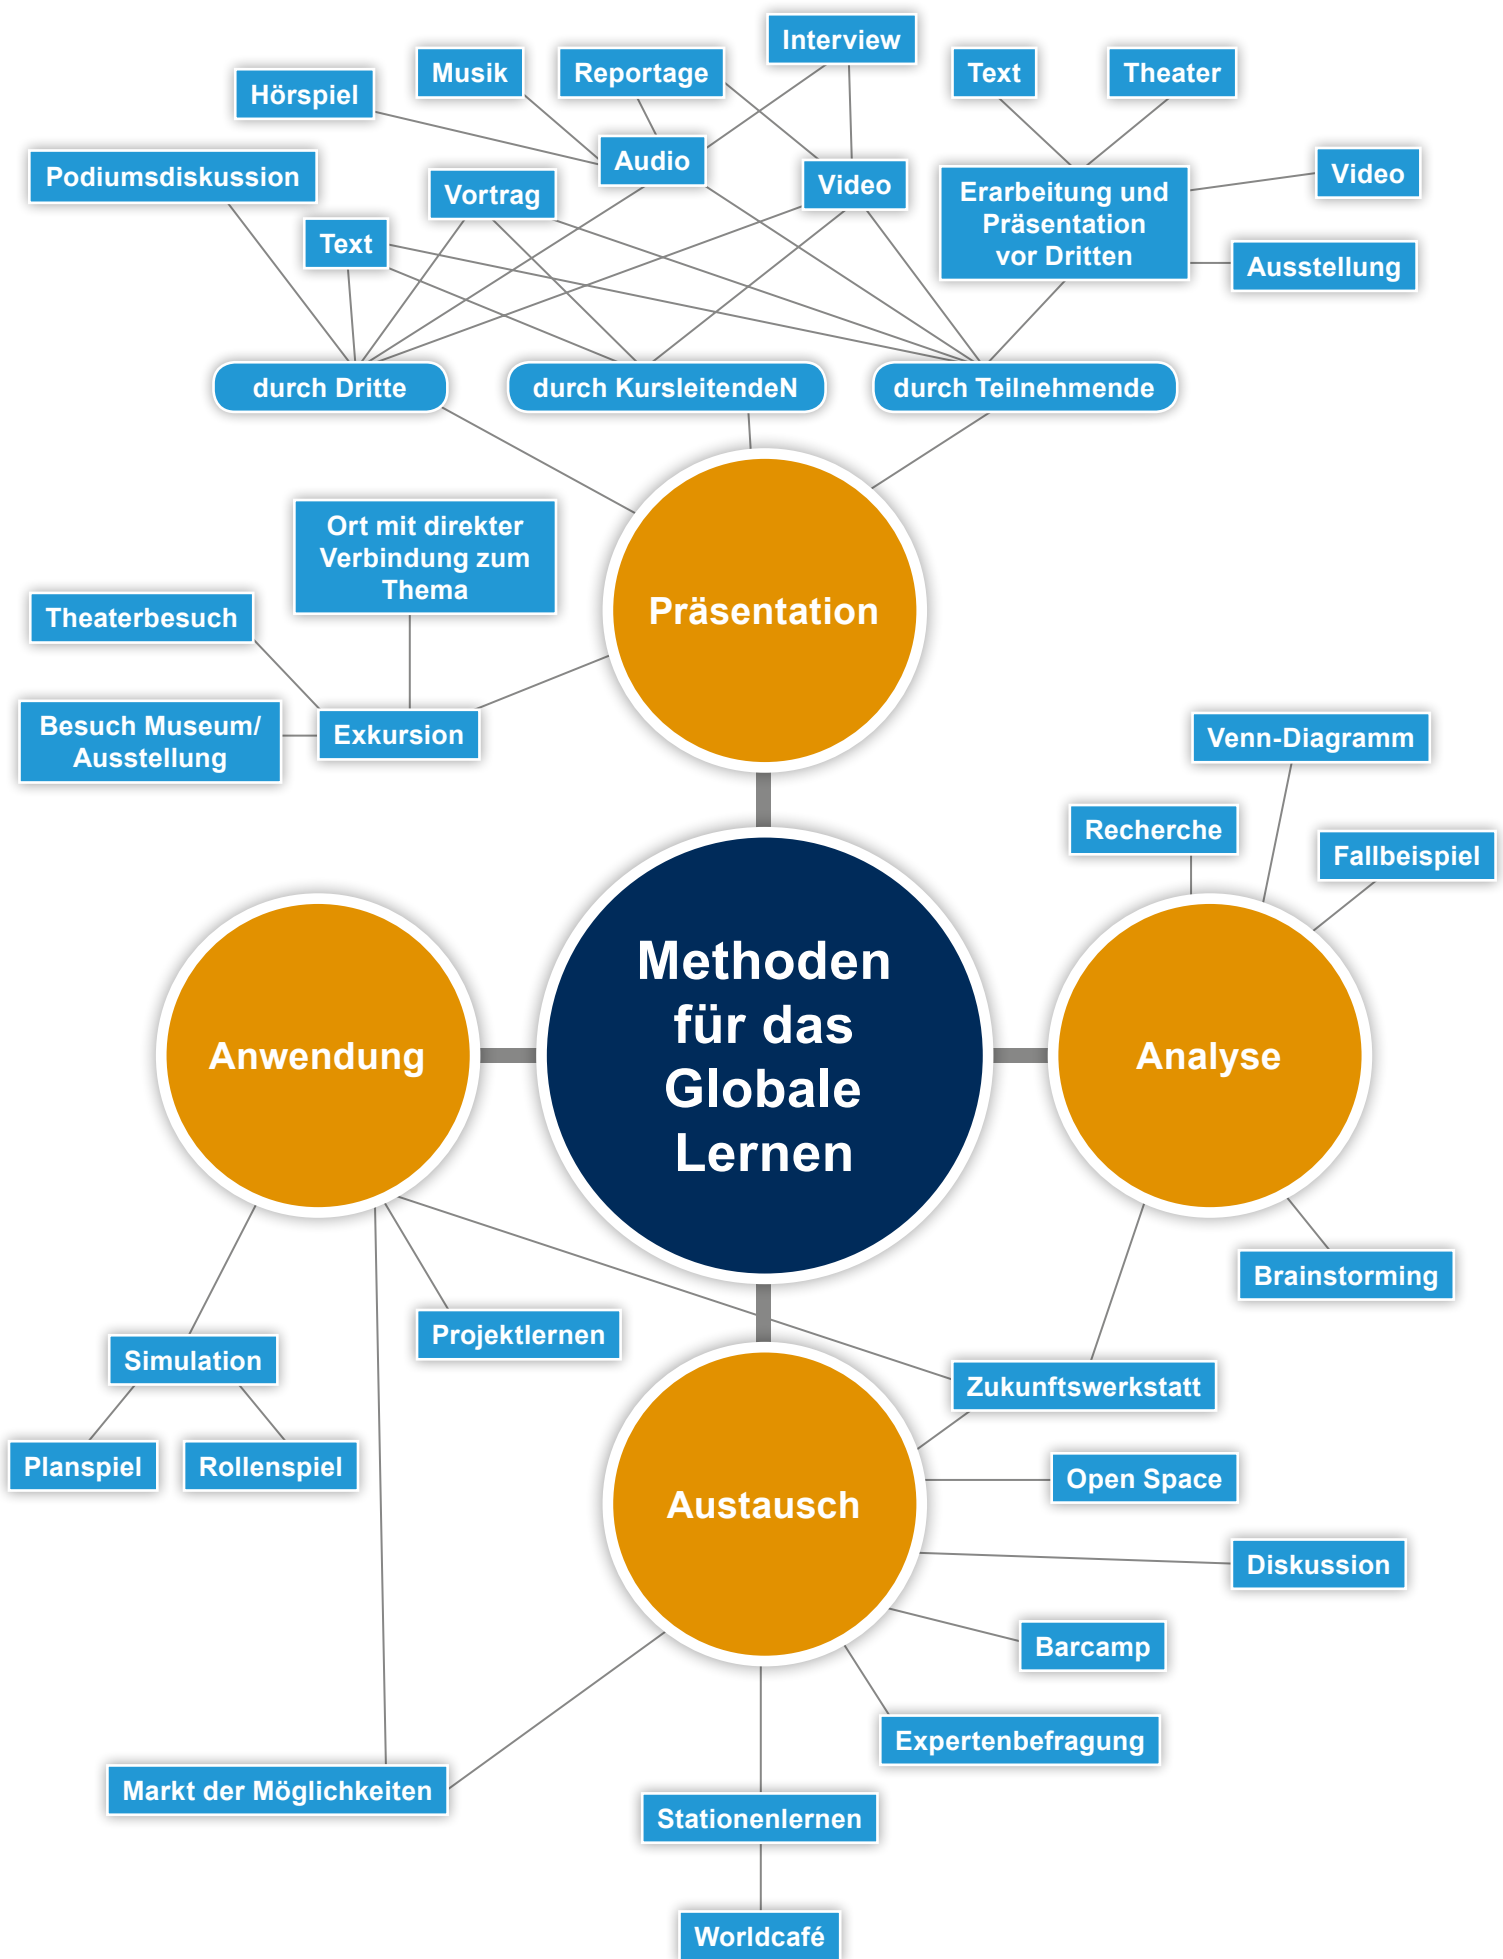 Interview
Musik
Reportage
Text
Theater
Hörspiel
Audio
Podiumsdiskussion
Vortrag
Video
Erarbeitung und
Präsentation
vor Dritten
Video
Text
Ausstellung
durch Dritte
durch KursleitendeN
durch Teilnehmende
Ort mit direkter
Verbindung zum
Thema
Präsentation
Theaterbesuch
Besuch Museum/
Ausstellung
Exkursion
Venn-Diagramm
Recherche
Fallbeispiel
Methoden
für das
Globale
Lernen
Anwendung
Analyse
Brainstorming
Projektlernen
Simulation
Zukunftswerkstatt
Planspiel
Rollenspiel
Open Space
Austausch
Diskussion
Barcamp
Expertenbefragung
Markt der Möglichkeiten
Stationenlernen
Worldcafé